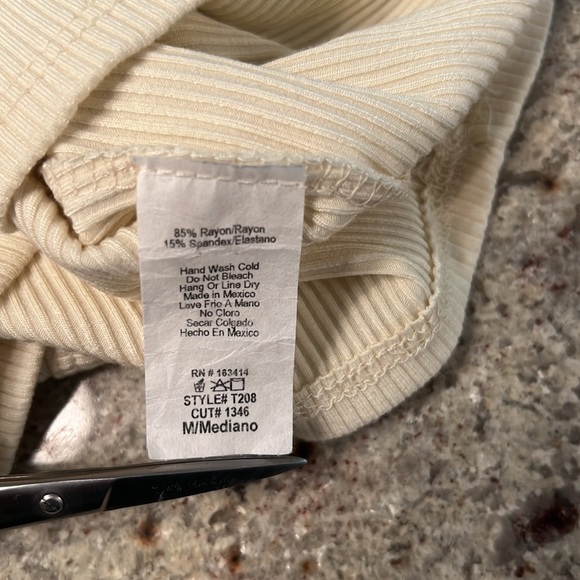 85% Rayon/Rayon
15% Spandex/Elastano
Hand Wash Cold
Do Not Bleach
Hang Or Line Dry
Made in Mexico
Lave Frio A Mano
No Cloro
Secar Colgado
Hecho En Mexico
RN # 163414
STYLE# T208
CUT# 1346
M/Mediano